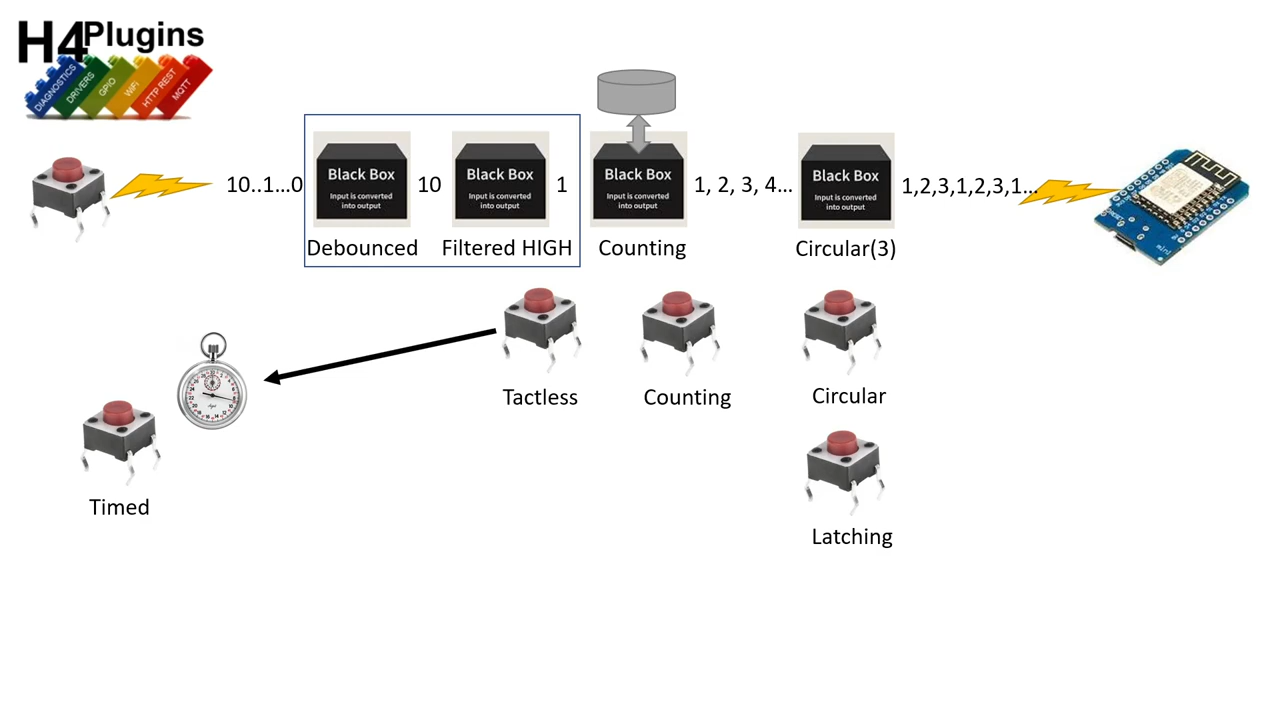 H4Plugins
DIAGNOSTICS
DRIVERS
GPIO
WiFi
HTTP REST
MQTT
10..1...0
Black Box
Input is converted
into output
10
Black Box
Input is converted
into output
1
Black Box
Input is converted
into output
1, 2, 3, 4...
Black Box
Input is converted
into output
1,2,3,1,2,3,1...
Debounced
Filtered HIGH
Counting
Circular(3)
mini
Tactless
Counting
Circular
Timed
Latching